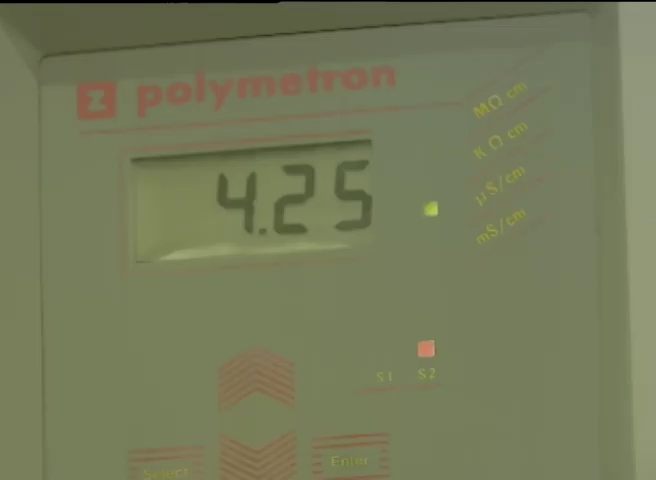 Z polymetron
MΩ cm
KΩ cm
µS/cm
mS/cm
4.25
S1 S2
Select Enter